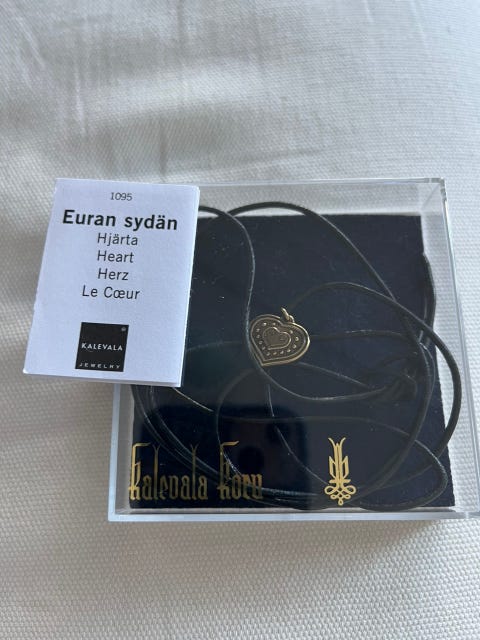 1095
Euran sydän
Hjärta
Heart
Herz
Le Cœur
KALEVALA
®
JEWELRY
Kalevala Koru